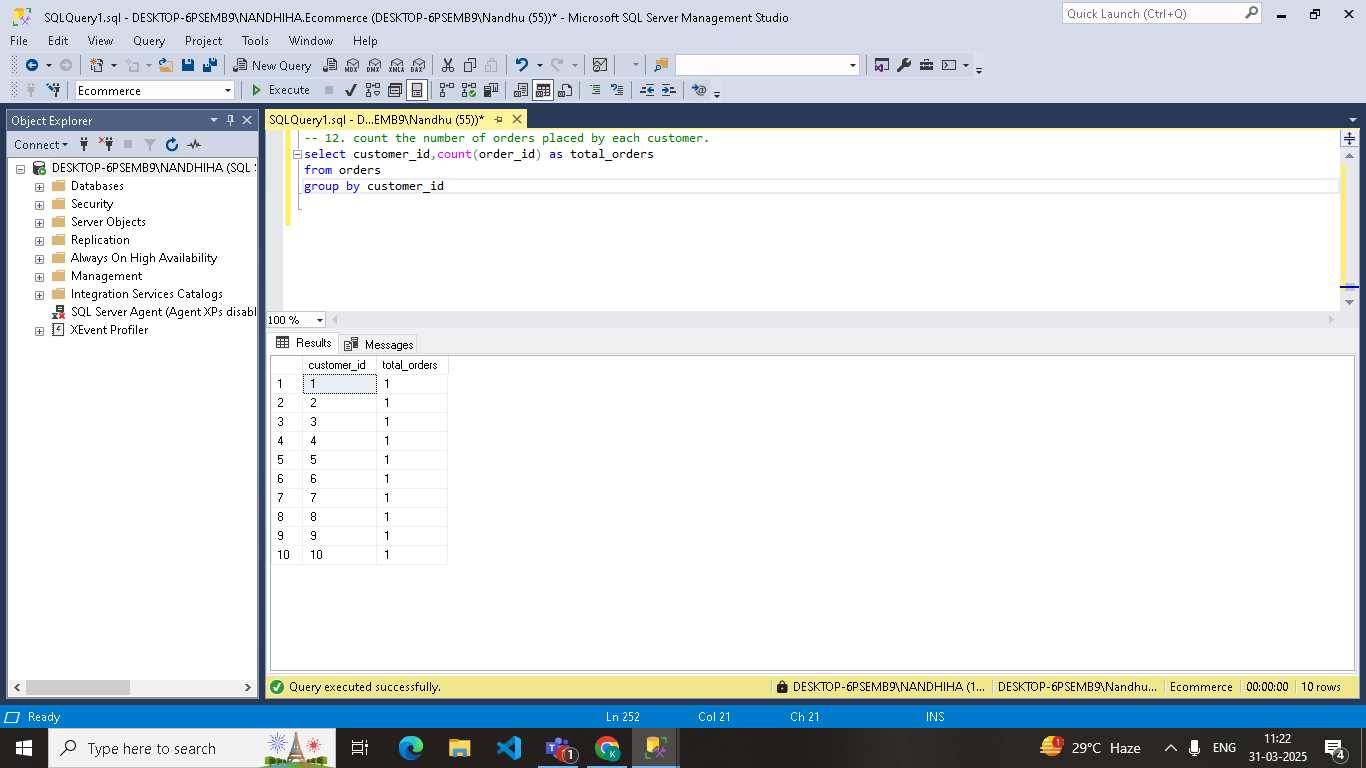 SQLQuery1.sql - DESKTOP-6PSEMB9\NANDHIHA.Ecommerce (DESKTOP-6PSEMB9\Nandhu (55))* - Microsoft SQL Server Management Studio
Quick Launch (Ctrl+Q)
File Edit View Query Project Tools Window Help
New Query
MDX DMX XMLA DAX
Ecommerce
Execute
Object Explorer
SQLQuery1.sql - D...EMB9\Nandhu (55))*
Connect
DESKTOP-6PSEMB9\NANDHIHA (SQL
Databases
Security
Server Objects
Replication
Always On High Availability
Management
Integration Services Catalogs
SQL Server Agent (Agent XPs disabl
XEvent Profiler
-- 12. count the number of orders placed by each customer.
select customer_id,count(order_id) as total_orders
from orders
group by customer_id
100 %
Results Messages
customer_id total_orders
1 1 1
2 2 1
3 3 1
4 4 1
5 5 1
6 6 1
7 7 1
8 8 1
9 9 1
10 10 1
Query executed successfully.
DESKTOP-6PSEMB9\NANDHIHA (1... DESKTOP-6PSEMB9\Nandhu... Ecommerce 00:00:00 10 rows
Ready Ln 252 Col 21 Ch 21 INS
Type here to search
1
1
29°C Haze
ENG
11:22
31-03-2025
4